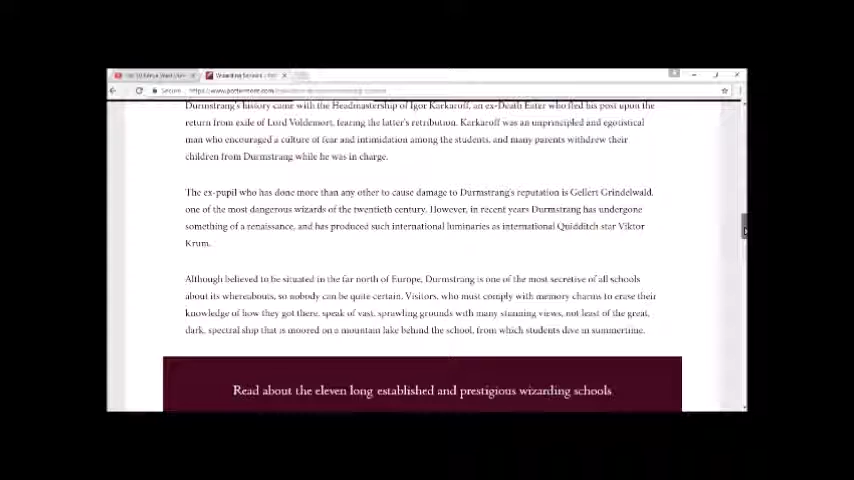 Wizarding Schools
Secure
https://www.pottermore.com
Durmstrang's history came with the Headmastership of Igor Karkaroff, an ex-Death Eater who fled his post upon the
return from exile of Lord Voldemort, fearing the latter's retribution. Karkaroff was an unprincipled and egotistical
man who encouraged a culture of fear and intimidation among the students, and many parents withdrew their
children from Durmstrang while he was in charge.
The ex-pupil who has done more than any other to cause damage to Durmstrang's reputation is Gellert Grindelwald,
one of the most dangerous wizards of the twentieth century. However, in recent years Durmstrang has undergone
something of a renaissance, and has produced such international luminaries as international Quidditch star Viktor
Krum.
Although believed to be situated in the far north of Europe, Durmstrang is one of the most secretive of all schools
about its whereabouts, so nobody can be quite certain. Visitors, who must comply with memory charms to erase their
knowledge of how they got there, speak of vast, sprawling grounds with many stunning views, not least of the great,
dark, spectral ship that is moored on a mountain lake behind the school, from which students dive in summertime.
Read about the eleven long established and prestigious wizarding schools